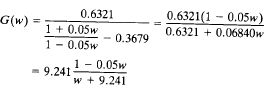 G(w) = 0.6321 / ((1 + 0.05w) / (1 − 0.05w) − 0.3679) = 0.6321(1 − 0.05w) / (0.6321 + 0.06840w)
= 9.241 (1 − 0.05w) / (w + 9.241)